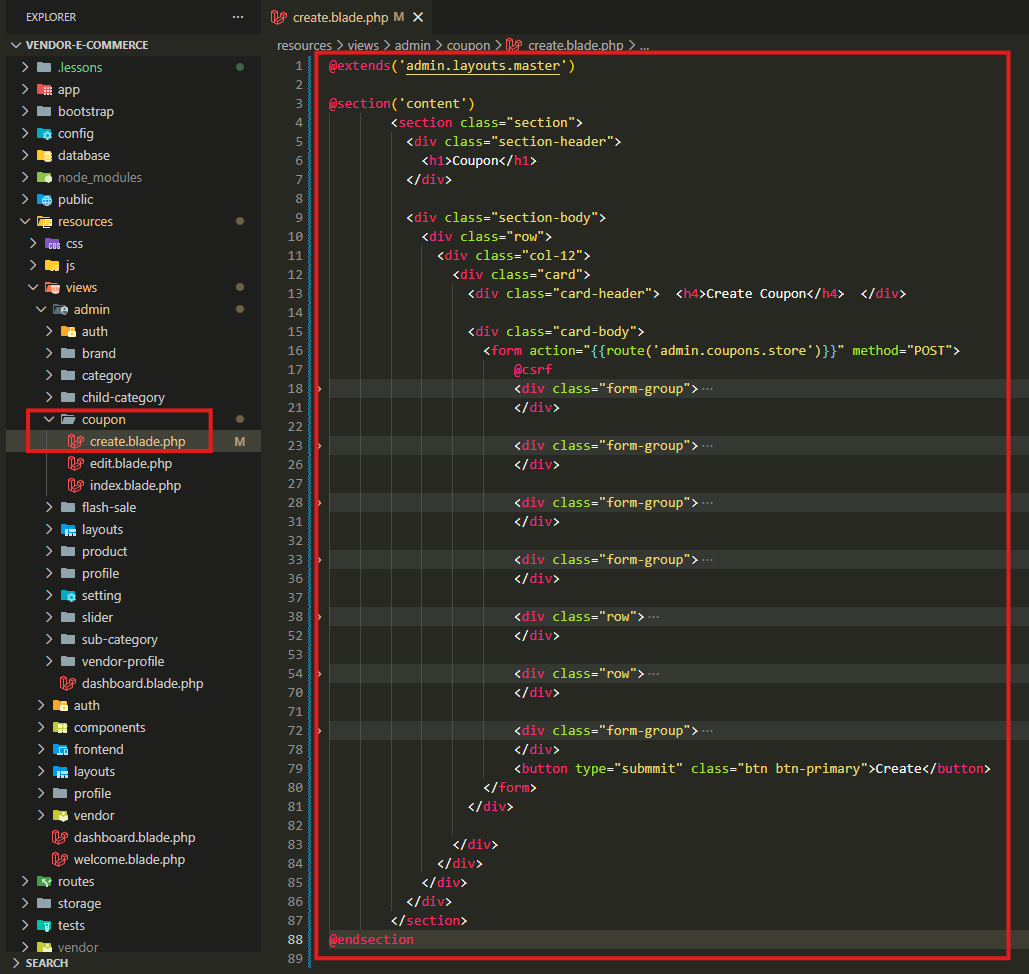 EXPLORER ···
VENDOR-E-COMMERCE
.lessons
app
bootstrap
config
database
node_modules
public
resources
css
js
views
admin
auth
brand
category
child-category
coupon
create.blade.php M
edit.blade.php
index.blade.php
flash-sale
layouts
product
profile
setting
slider
sub-category
vendor-profile
dashboard.blade.php
auth
components
frontend
layouts
profile
vendor
dashboard.blade.php
welcome.blade.php
routes
storage
tests
vendor
SEARCH
create.blade.php M ×
resources > views > admin > coupon > create.blade.php > ...
1 @extends('admin.layouts.master')
2
3 @section('content')
4 <section class="section">
5 <div class="section-header">
6 <h1>Coupon</h1>
7 </div>
8
9 <div class="section-body">
10 <div class="row">
11 <div class="col-12">
12 <div class="card">
13 <div class="card-header"> <h4>Create Coupon</h4> </div>
14
15 <div class="card-body">
16 <form action="{{route('admin.coupons.store')}}" method="POST">
17 @csrf
18 <div class="form-group"> ···
21 </div>
22
23 <div class="form-group"> ···
26 </div>
27
28 <div class="form-group"> ···
31 </div>
32
33 <div class="form-group"> ···
36 </div>
37
38 <div class="row"> ···
52 </div>
53
54 <div class="row"> ···
70 </div>
71
72 <div class="form-group"> ···
78 </div>
79 <button type="submmit" class="btn btn-primary">Create</button>
80 </form>
81 </div>
82
83 </div>
84 </div>
85 </div>
86 </div>
87 </section>
88 @endsection
89